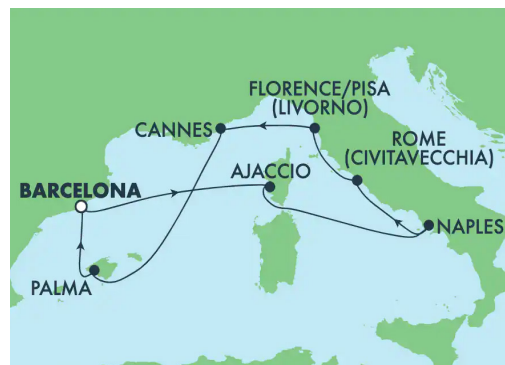 FLORENCE/PISA
(LIVORNO)
CANNES
ROME
(CIVITAVECCHIA)
AJACCIO
BARCELONA
NAPLES
PALMA